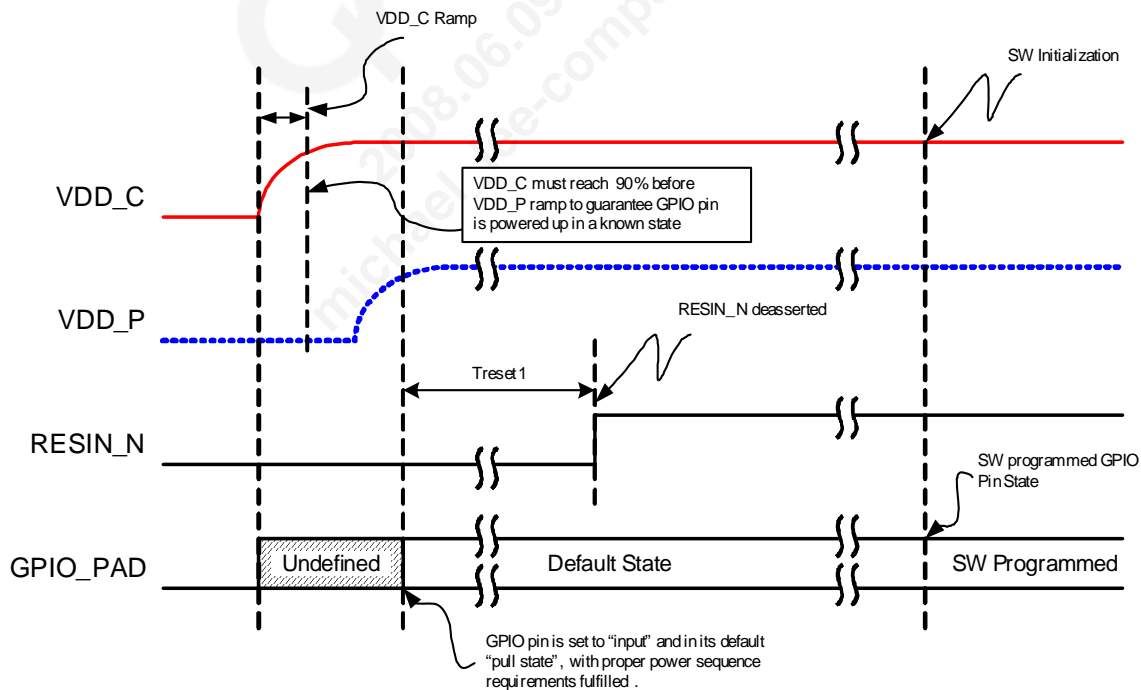 VDD_C Ramp
SW Initialization
VDD_C
VDD_C must reach 90% before
VDD_P ramp to guarantee GPIO pin
is powered up in a known state
VDD_P
RESIN_N deasserted
Treset1
RESIN_N
SW programmed GPIO
Pin State
GPIO_PAD
Undefined
Default State
SW Programmed
GPIO pin is set to “input” and in its default
“pull state”, with proper power sequence
requirements fulfilled .